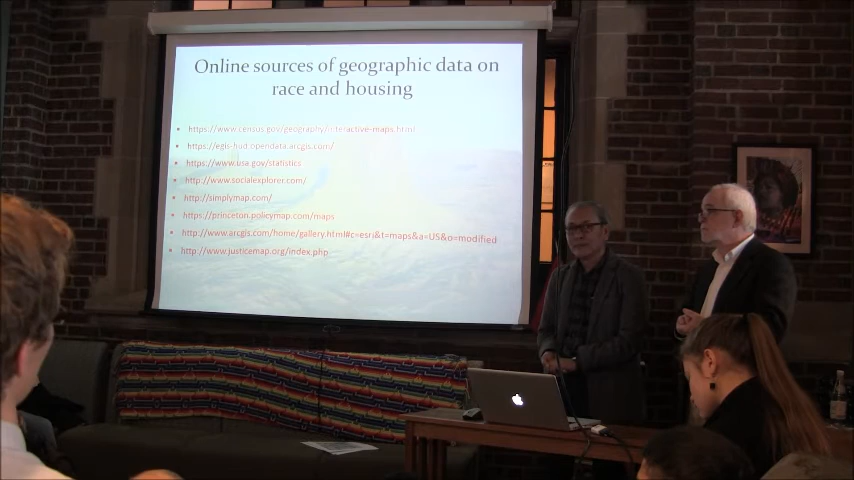 Online sources of geographic data on
race and housing
• https://www.census.gov/geography/interactive-maps.html
• https://egis-hud.opendata.arcgis.com/
• https://www.usa.gov/statistics
• http://www.socialexplorer.com/
• http://simplymap.com/
• https://princeton.policymap.com/maps
• http://www.arcgis.com/home/gallery.html#c=esri&t=maps&a=US&o=modified
• http://www.justicemap.org/index.php